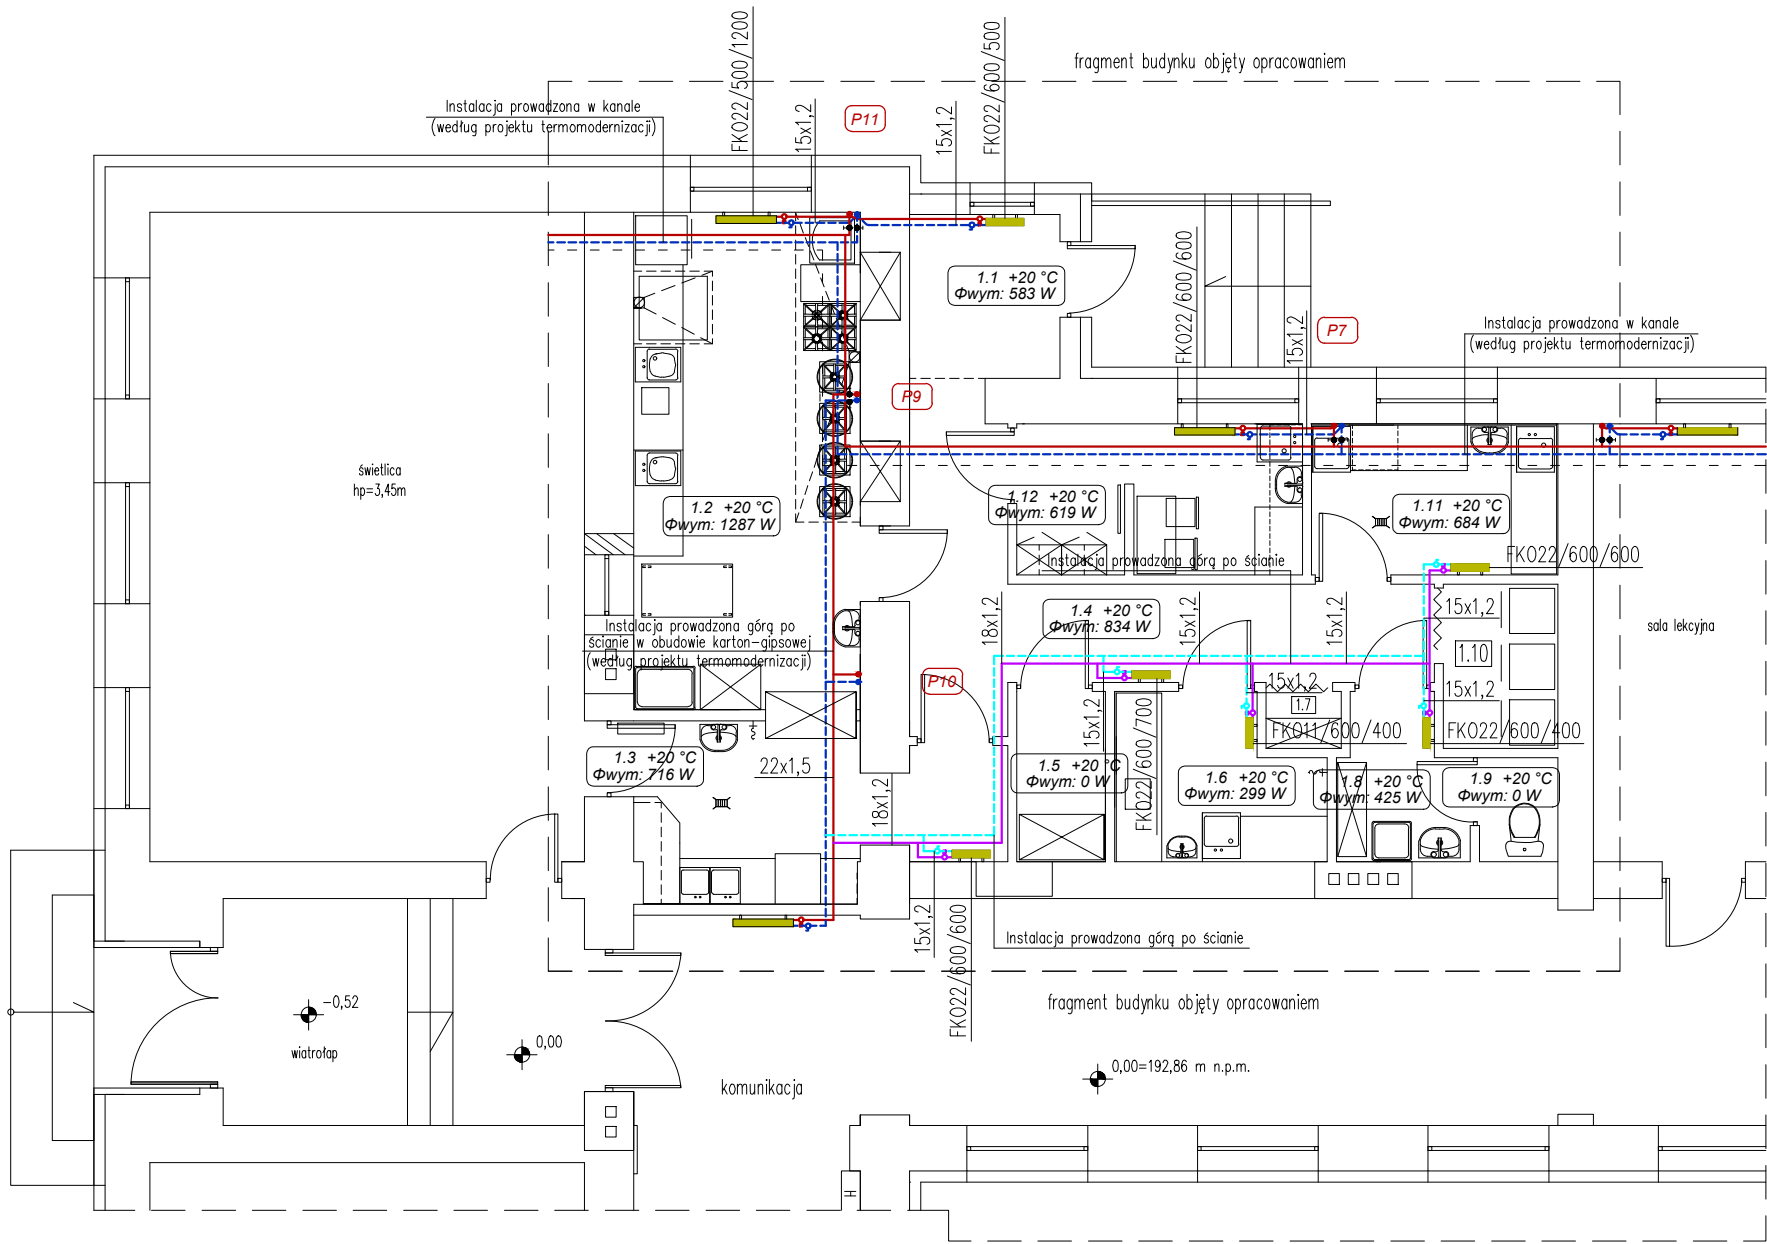 FKO22/500/1200
15x1,2
P11
15x1,2
FKO22/600/500
fragment budynku objęty opracowaniem
Instalacja prowadzona w kanale
(według projektu termomodernizacji)
1.1 +20 °C
Φwym: 583 W
FKO22/600/600
15x1,2
P7
Instalacja prowadzona w kanale
(według projektu termomodernizacji)
P9
świetlica
hp=3,45m
1.2 +20 °C
Φwym: 1287 W
1.12 +20 °C
Φwym: 619 W
1.11 +20 °C
Φwym: 684 W
Instalacja prowadzona górą po ścianie
FKO22/600/600
18x1,2
1.4 +20 °C
Φwym: 834 W
15x1,2
15x1,2
15x1,2
sala lekcyjna
Instalacja prowadzona górą po
ścianie w obudowie karton-gipsowej
(według projektu termomodernizacji)
1.10
P10
15x1,2
15x1,2
1.7
15x1,2
FKO22/600/700
FKO11/600/400
FKO22/600/400
1.3 +20 °C
Φwym: 716 W
22x1,5
18x1,2
1.5 +20 °C
Φwym: 0 W
1.6 +20 °C
Φwym: 299 W
1.8 +20 °C
Φwym: 425 W
1.9 +20 °C
Φwym: 0 W
15x1,2
FKO22/600/600
Instalacja prowadzona górą po ścianie
-0,52
wiatrołap
0,00
fragment budynku objęty opracowaniem
komunikacja
0,00=192,86 m n.p.m.
H